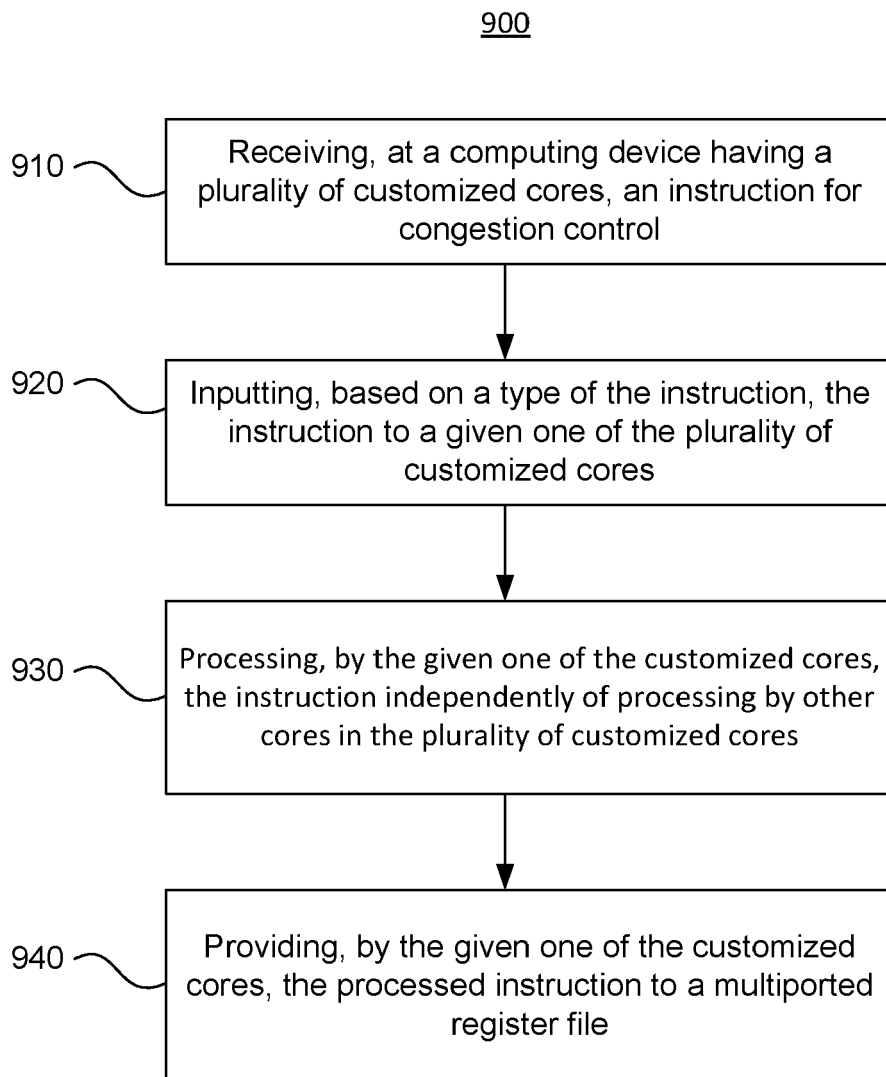 900
910
Receiving, at a computing device having a
plurality of customized cores, an instruction for
congestion control
920
Inputting, based on a type of the instruction, the
instruction to a given one of the plurality of
customized cores
930
Processing, by the given one of the customized cores,
the instruction independently of processing by other
cores in the plurality of customized cores
940
Providing, by the given one of the customized
cores, the processed instruction to a multiported
register file